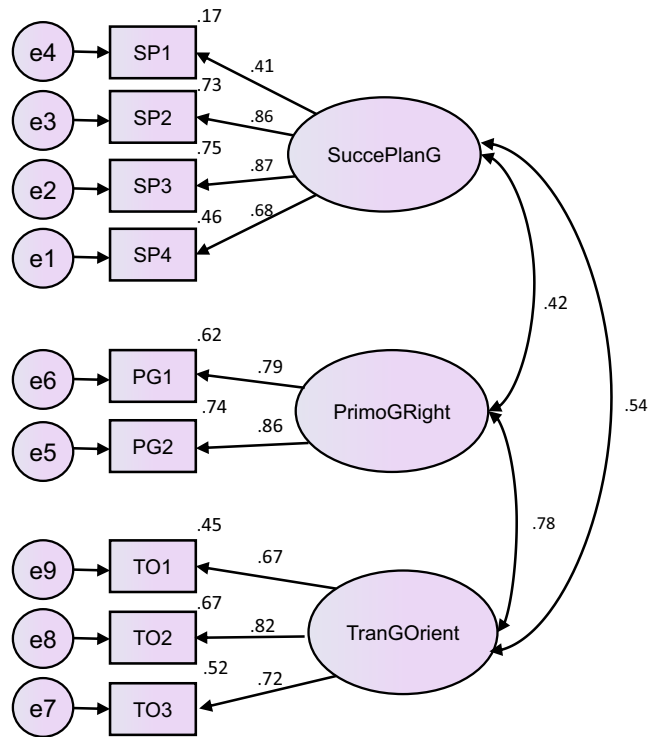 .17
e4
SP1
.41
.73
e3
SP2
.86
SuccePlanG
.75
e2
SP3
.87
.46
.68
e1
SP4
.42
.62
e6
PG1
.79
PrimoGRight
.74
e5
PG2
.86
.54
.78
.45
e9
TO1
.67
.67
e8
TO2
.82
TranGOrient
.52
e7
TO3
.72